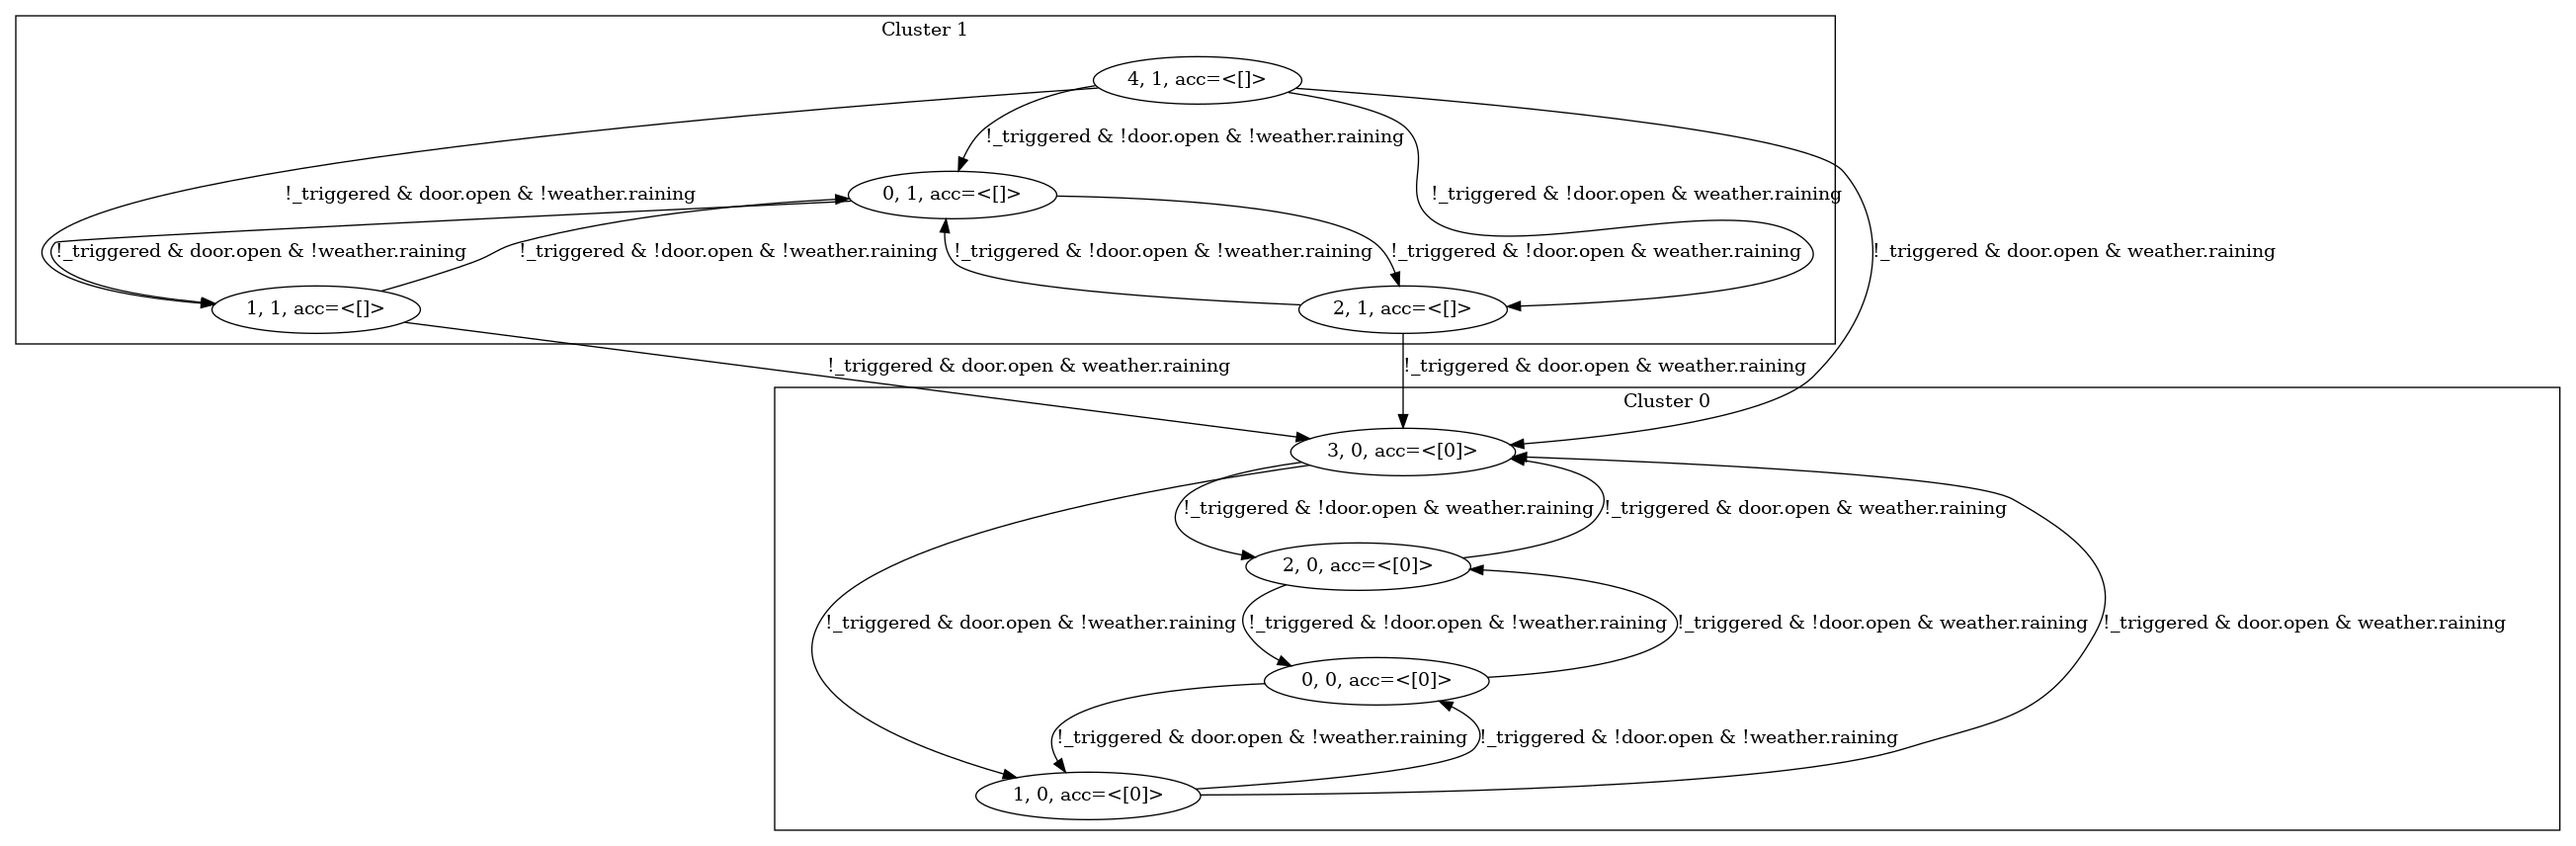 Cluster 1
4, 1, acc=<[]>
!_triggered & !door.open & !weather.raining
!_triggered & door.open & !weather.raining
0, 1, acc=<[]>
!_triggered & !door.open & weather.raining
!_triggered & door.open & !weather.raining
!_triggered & !door.open & !weather.raining
!_triggered & !door.open & !weather.raining
!_triggered & !door.open & weather.raining
!_triggered & door.open & weather.raining
1, 1, acc=<[]>
2, 1, acc=<[]>
!_triggered & door.open & weather.raining
!_triggered & door.open & weather.raining
Cluster 0
3, 0, acc=<[0]>
!_triggered & !door.open & weather.raining
!_triggered & door.open & weather.raining
2, 0, acc=<[0]>
!_triggered & door.open & !weather.raining
!_triggered & !door.open & !weather.raining
!_triggered & !door.open & weather.raining
!_triggered & door.open & weather.raining
0, 0, acc=<[0]>
!_triggered & door.open & !weather.raining
!_triggered & !door.open & !weather.raining
1, 0, acc=<[0]>